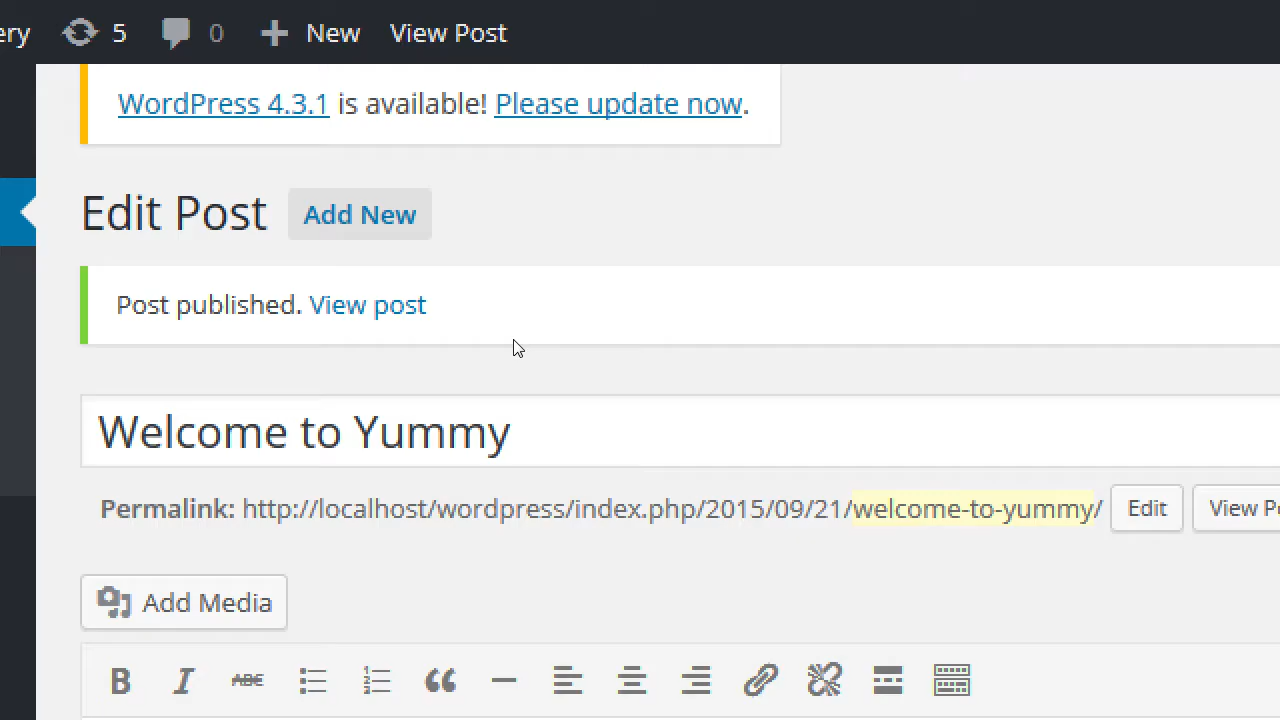 ery 5 0 + New View Post
WordPress 4.3.1 is available! Please update now.
Edit Post Add New
Post published. View post
Welcome to Yummy
Permalink: http://localhost/wordpress/index.php/2015/09/21/welcome-to-yummy/ Edit View P
Add Media
B I ABC